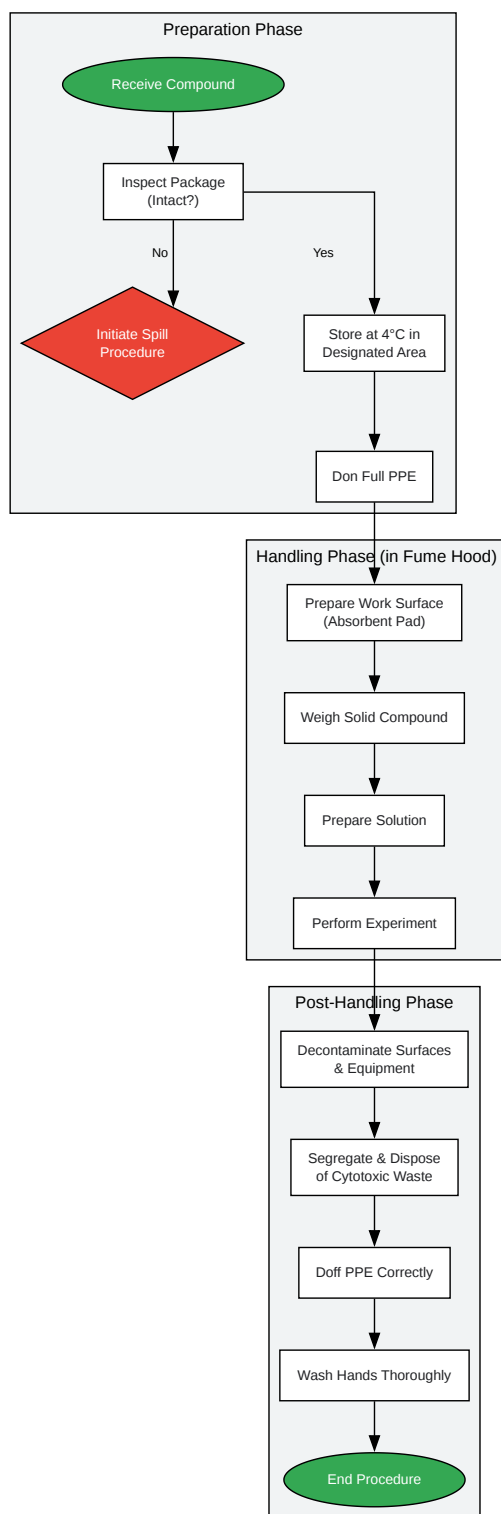 Preparation Phase
Receive Compound
Inspect Package
(Intact?)
No
Yes
Initiate Spill
Procedure
Store at 4°C in
Designated Area
Don Full PPE
Handling Phase (in Fume Hood)
Prepare Work Surface
(Absorbent Pad)
Weigh Solid Compound
Prepare Solution
Perform Experiment
Post-Handling Phase
Decontaminate Surfaces
& Equipment
Segregate & Dispose
of Cytotoxic Waste
Doff PPE Correctly
Wash Hands Thoroughly
End Procedure